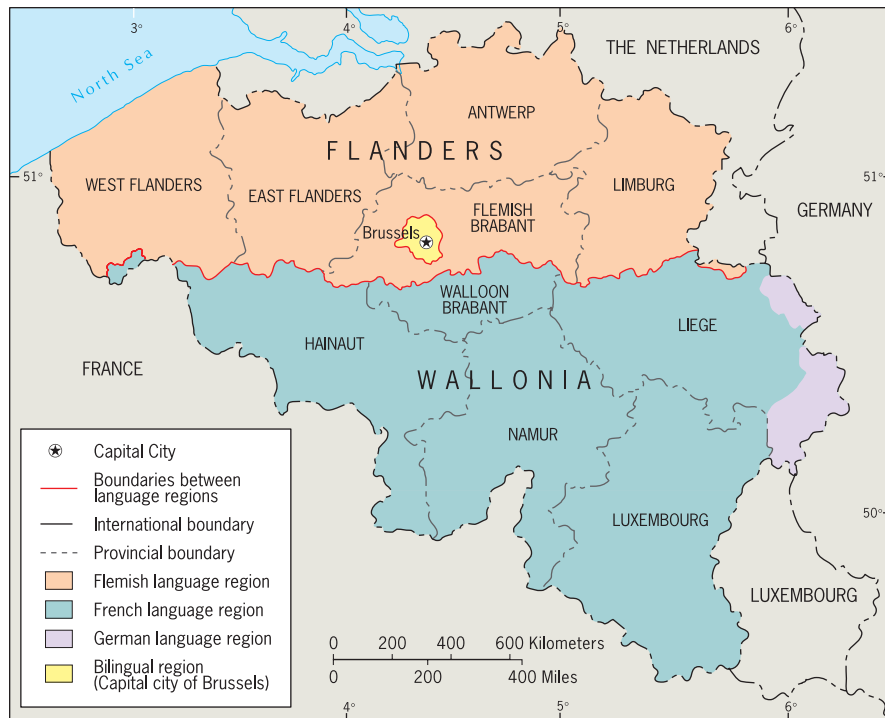 3°
4°
5°
6°
North Sea
THE NETHERLANDS
ANTWERP
FLANDERS
51°
51°
WEST FLANDERS
EAST FLANDERS
LIMBURG
FLEMISH
BRABANT
GERMANY
Brussels
WALLOON
BRABANT
HAINAUT
LIEGE
FRANCE
WALLONIA
NAMUR
LUXEMBOURG
50°
LUXEMBOURG
Capital City
Boundaries between
language regions
International boundary
Provincial boundary
Flemish language region
French language region
German language region
Bilingual region
(Capital city of Brussels)
0 200 400 600 Kilometers
0 200 400 Miles
4°
5°
6°